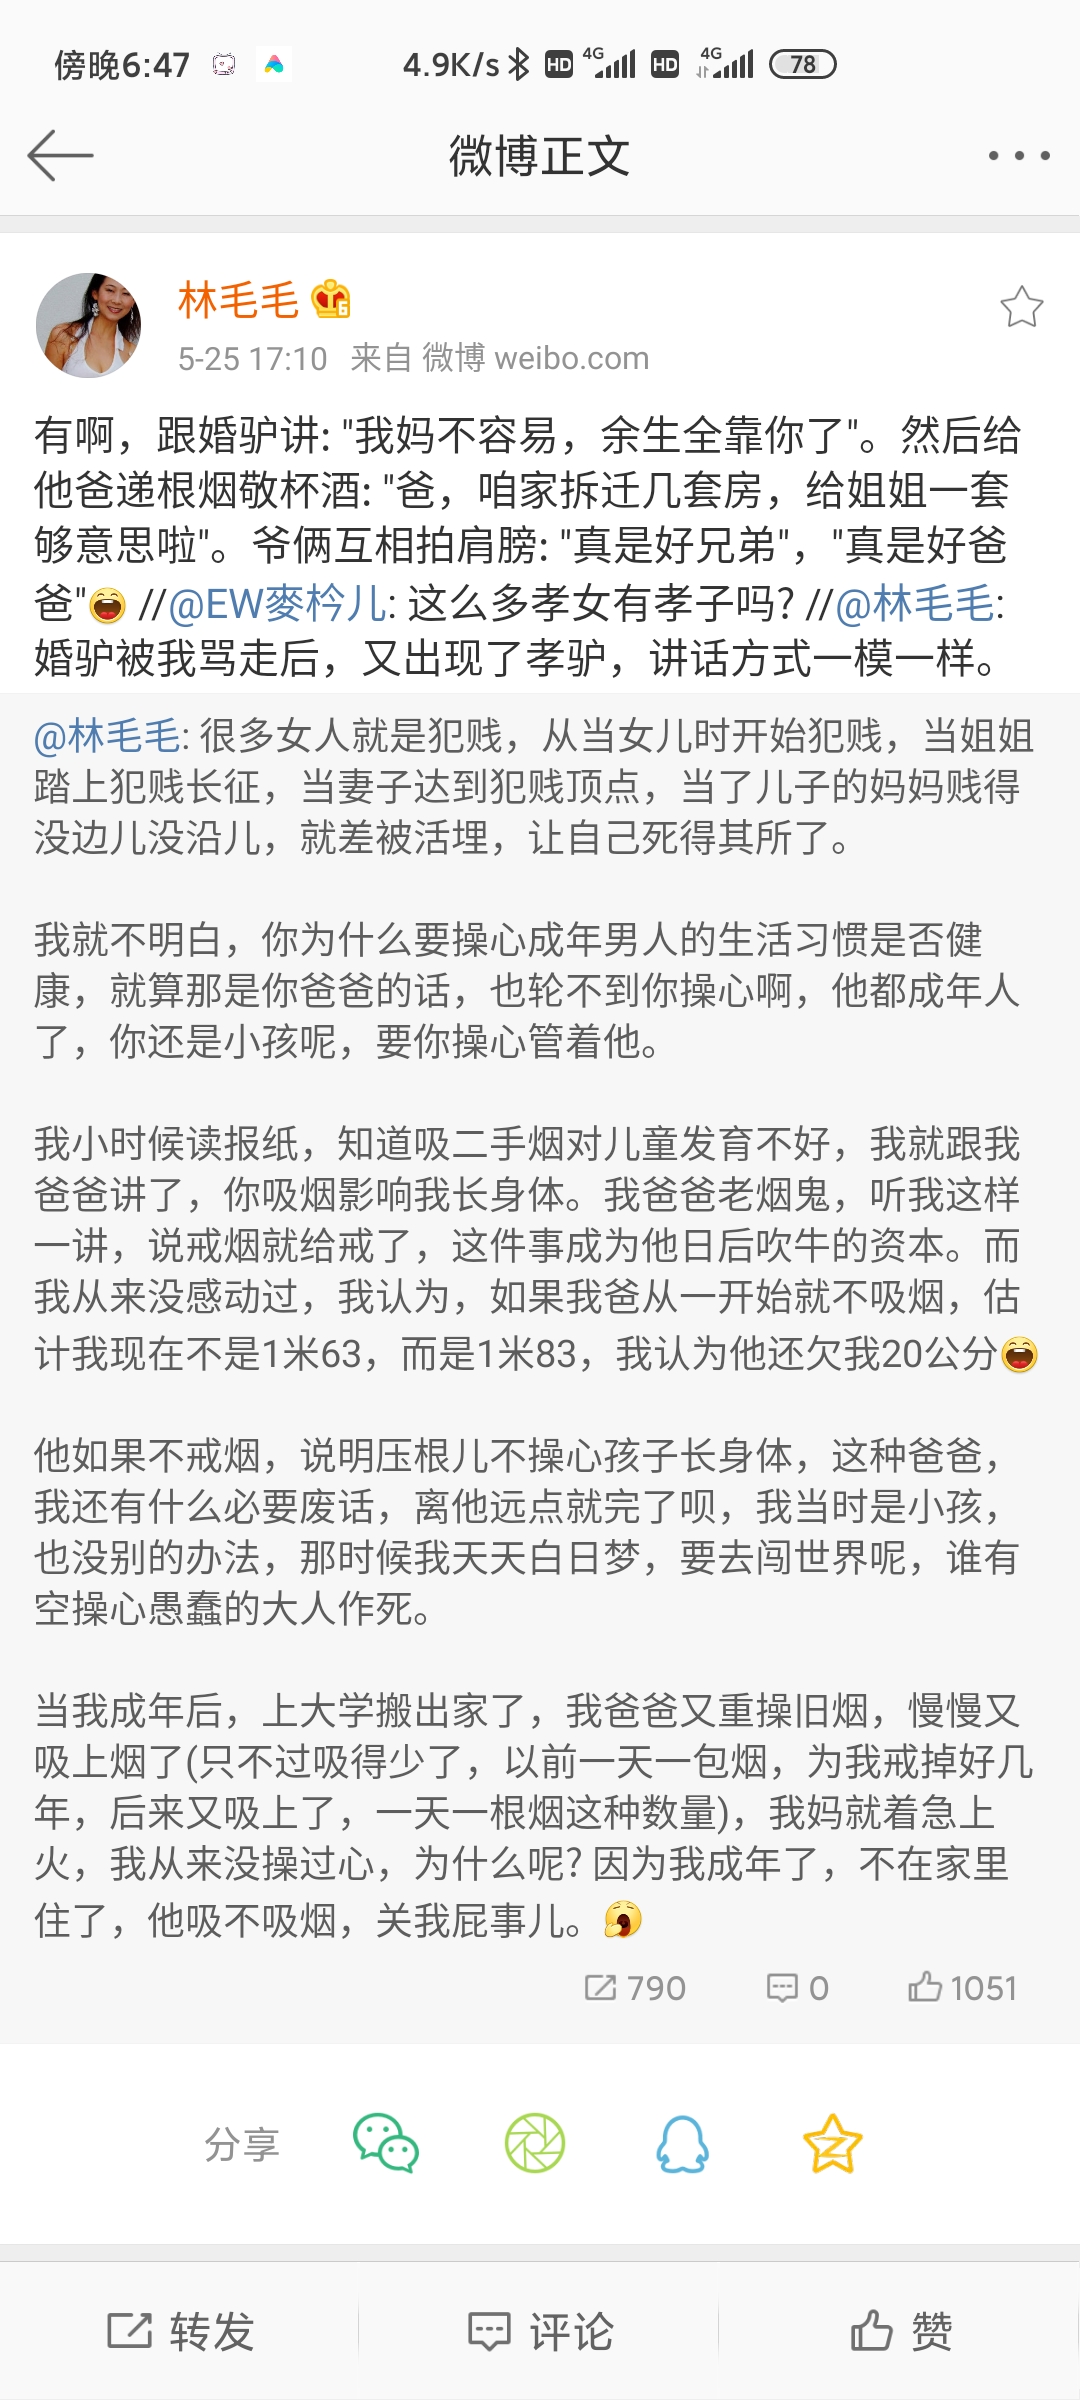 傍晚6:47 4.9K/s HD 4G HD 4G 78
微博正文
林毛毛 6
5-25 17:10 来自 微博 weibo.com
有啊，跟婚驴讲: "我妈不容易，余生全靠你了"。然后给
他爸递根烟敬杯酒: "爸，咱家拆迁几套房，给姐姐一套
够意思啦"。爷俩互相拍肩膀: "真是好兄弟"，"真是好爸
爸"😄 //@EW麥枔儿: 这么多孝女有孝子吗? //@林毛毛:
婚驴被我骂走后，又出现了孝驴，讲话方式一模一样。
@林毛毛: 很多女人就是犯贱，从当女儿时开始犯贱，当姐姐
踏上犯贱长征，当妻子达到犯贱顶点，当了儿子的妈妈贱得
没边儿没沿儿，就差被活埋，让自己死得其所了。
我就不明白，你为什么要操心成年男人的生活习惯是否健
康，就算那是你爸爸的话，也轮不到你操心啊，他都成年人
了，你还是小孩呢，要你操心管着他。
我小时候读报纸，知道吸二手烟对儿童发育不好，我就跟我
爸爸讲了，你吸烟影响我长身体。我爸爸老烟鬼，听我这样
一讲，说戒烟就给戒了，这件事成为他日后吹牛的资本。而
我从来没感动过，我认为，如果我爸从一开始就不吸烟，估
计我现在不是1米63，而是1米83，我认为他还欠我20公分😄
他如果不戒烟，说明压根儿不操心孩子长身体，这种爸爸，
我还有什么必要废话，离他远点就完了呗，我当时是小孩，
也没别的办法，那时候我天天白日梦，要去闯世界呢，谁有
空操心愚蠢的大人作死。
当我成年后，上大学搬出家了，我爸爸又重操旧烟，慢慢又
吸上烟了(只不过吸得少了，以前一天一包烟，为我戒掉好几
年，后来又吸上了，一天一根烟这种数量)，我妈就着急上
火，我从来没操过心，为什么呢? 因为我成年了，不在家里
住了，他吸不吸烟，关我屁事儿。🥱
790 0 1051
分享
转发 评论 赞